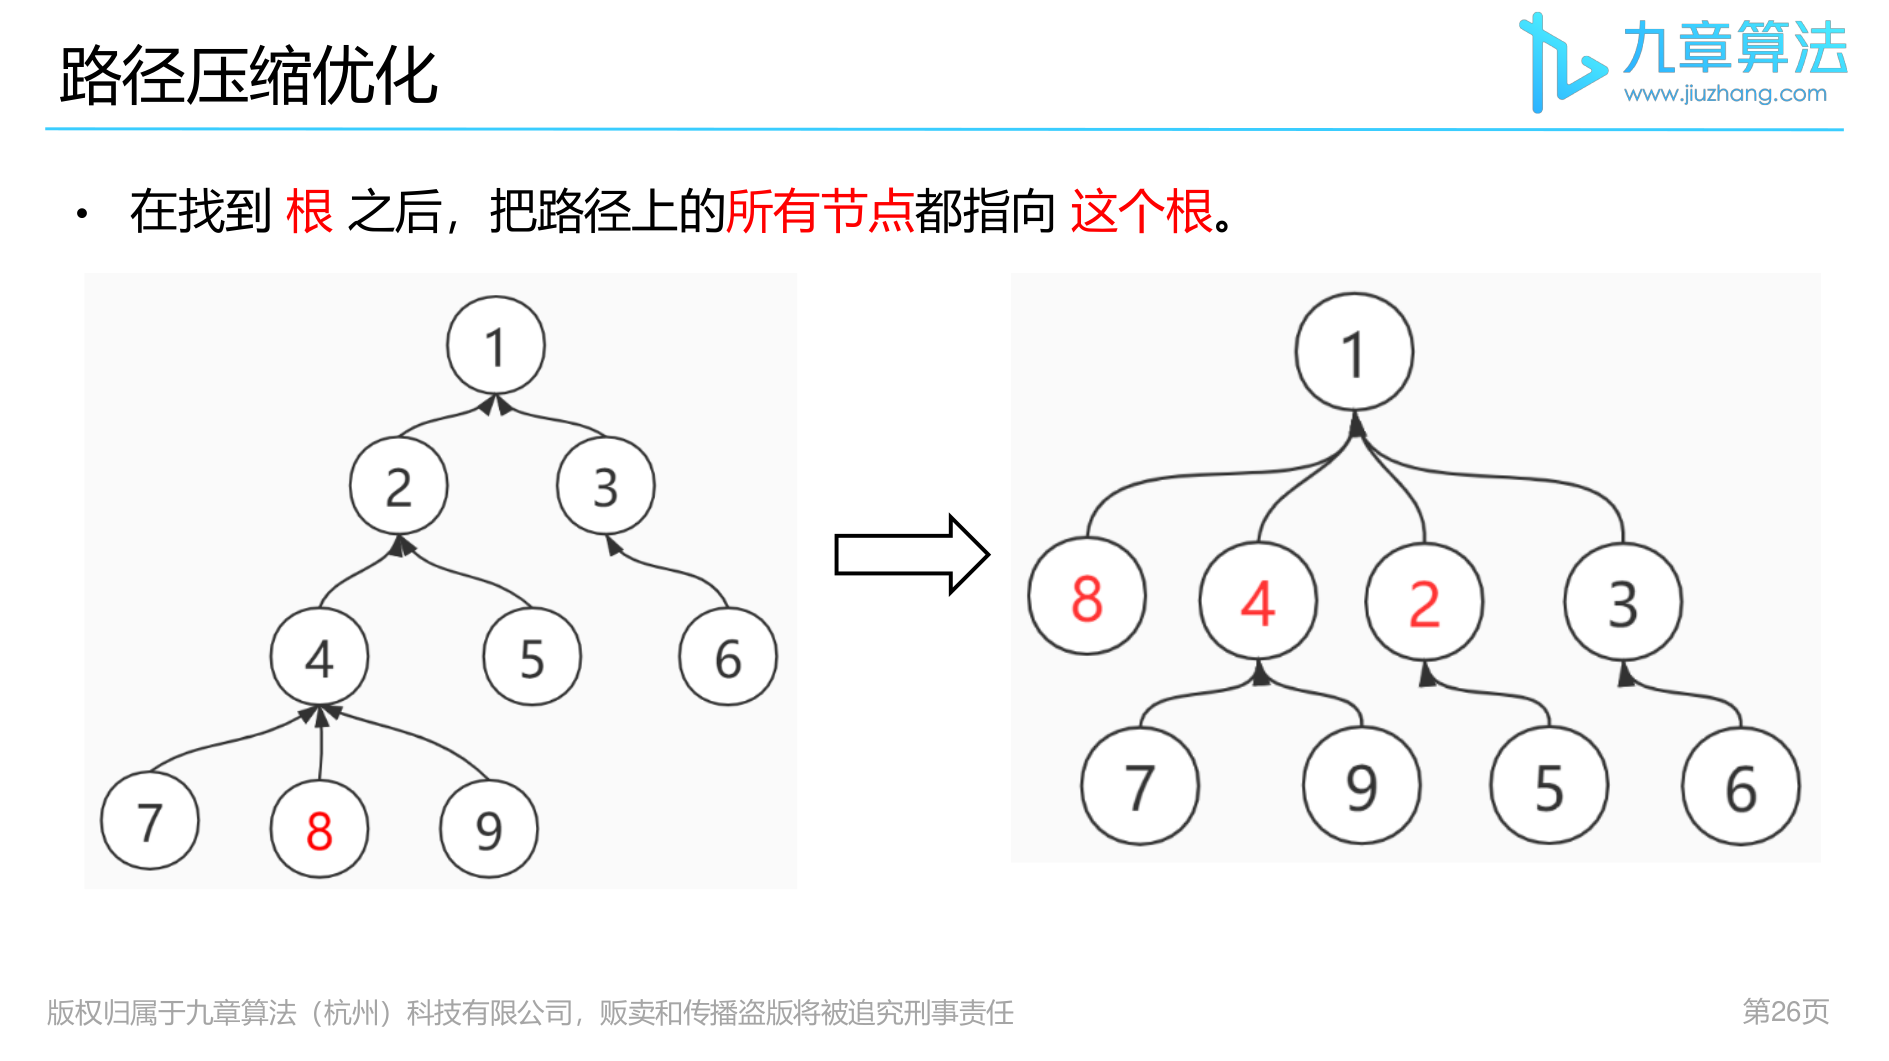 路径压缩优化
九章算法
www.jiuzhang.com
• 在找到 根 之后，把路径上的所有节点都指向 这个根。
1
2 3
4 5 6
7 8 9
1
8 4 2 3
7 9 5 6
版权归属于九章算法（杭州）科技有限公司，贩卖和传播盗版将被追究刑事责任
第26页